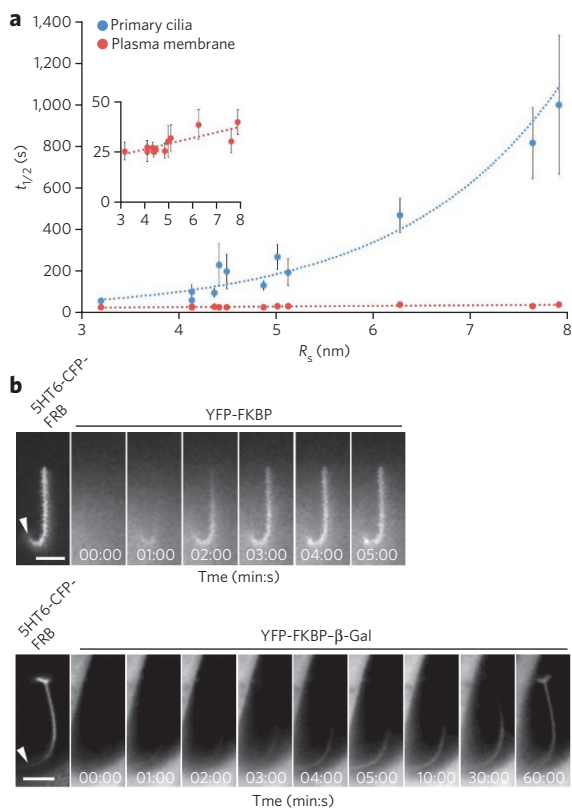 a
1,400
1,200
1,000
800
600
400
200
0
t1/2 (s)
Primary cilia
Plasma membrane
50
25
0
3 4 5 6 7 8
3 4 5 6 7 8
Rs (nm)
b
5HT6-CFP-
FRB
YFP-FKBP
00:00 01:00 02:00 03:00 04:00 05:00
Tme (min:s)
5HT6-CFP-
FRB
YFP-FKBP–β-Gal
00:00 01:00 02:00 03:00 04:00 05:00 10:00 30:00 60:00
Tme (min:s)